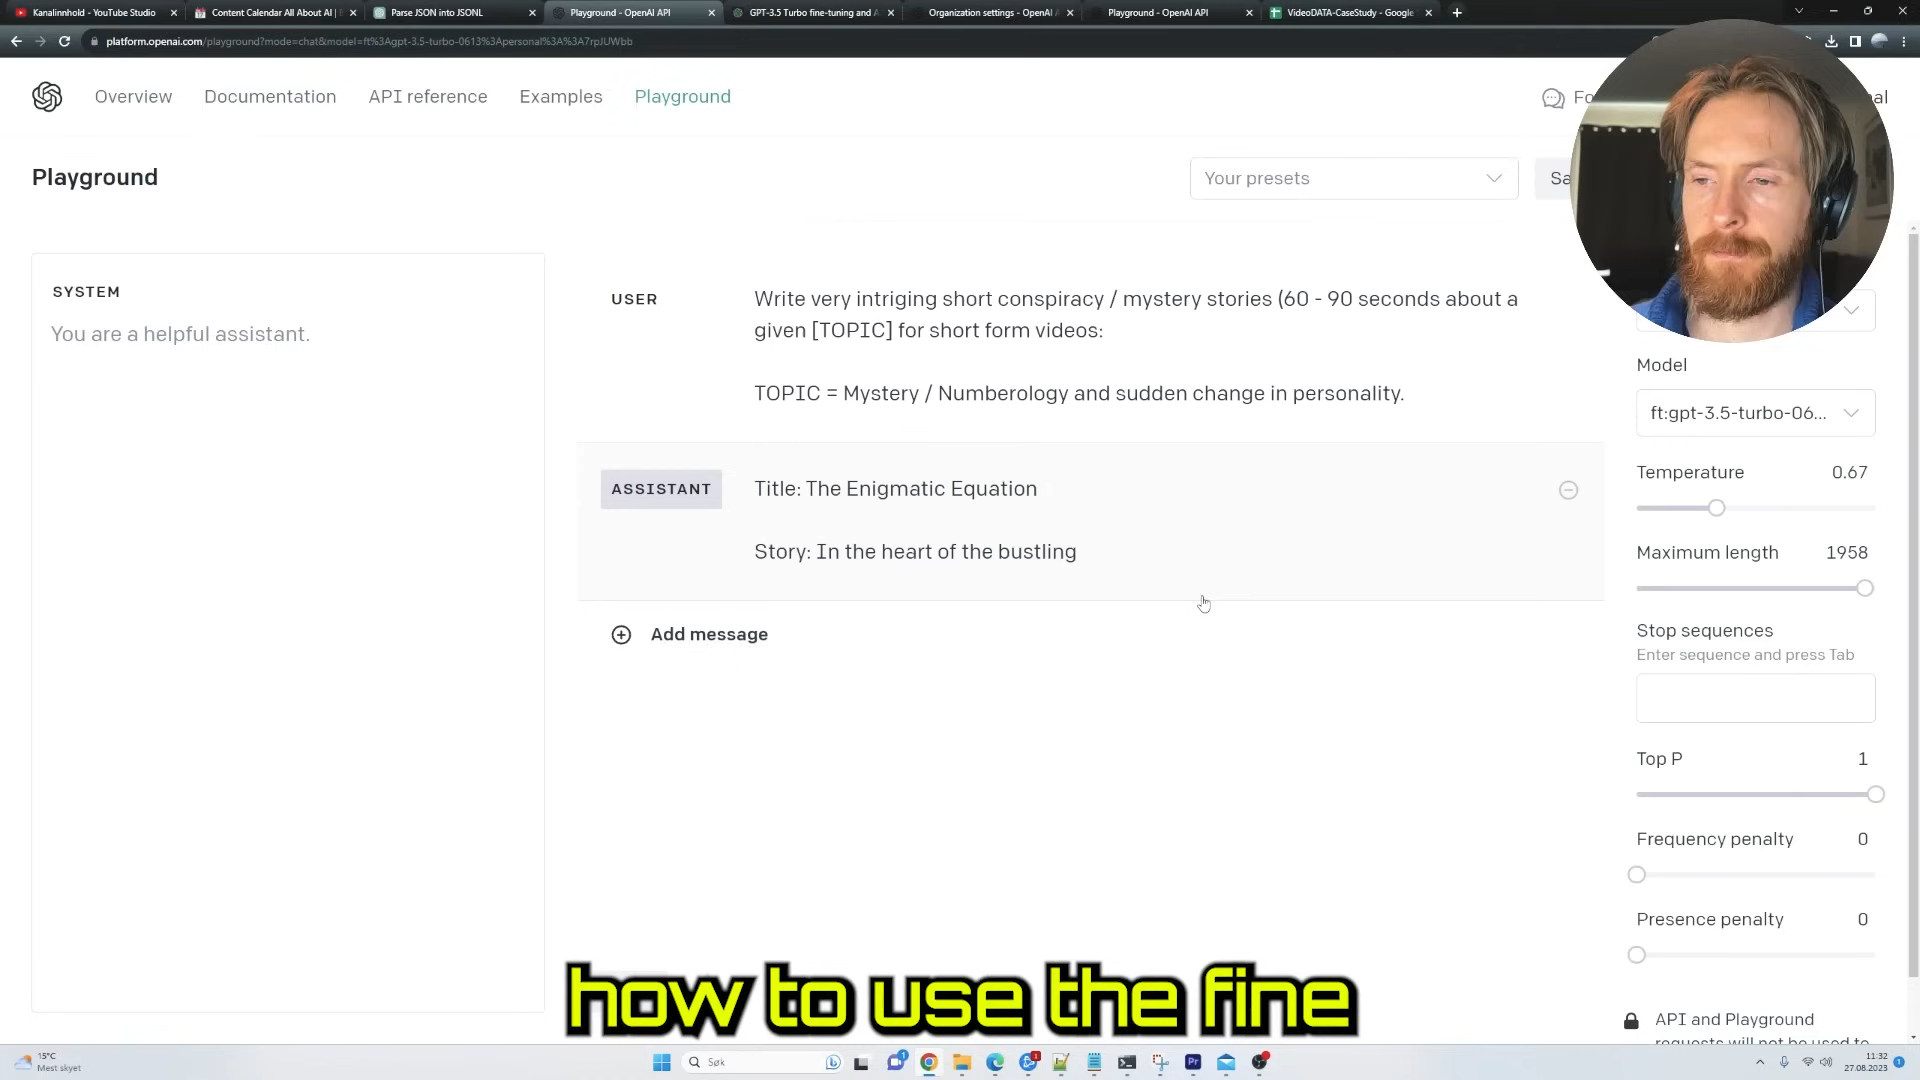 Kanalinnhold - YouTube Studio
Content Calendar All About AI |
Parse JSON into JSONL
Playground - OpenAI API
GPT-3.5 Turbo fine-tuning and A
Organization settings - OpenAI A
Playground - OpenAI API
VideoDATA-CaseStudy - Google
platform.openai.com/playground?mode=chat&model=ft%3Agpt-3.5-turbo-0613%3Apersonal%3A%3A7rpJUWbb
Overview
Documentation
API reference
Examples
Playground
Playground
Your presets
SYSTEM
You are a helpful assistant.
USER
Write very intriging short conspiracy / mystery stories (60 - 90 seconds about a
given [TOPIC] for short form videos:
TOPIC = Mystery / Numberology and sudden change in personality.
ASSISTANT
Title: The Enigmatic Equation
Story: In the heart of the bustling
Add message
Model
ft:gpt-3.5-turbo-06...
Temperature 0.67
Maximum length 1958
Stop sequences
Enter sequence and press Tab
Top P 1
Frequency penalty 0
Presence penalty 0
API and Playground
requests will not be used to
how to use the fine
15°C
Mest skyet
Søk
11:32
27.08.2023